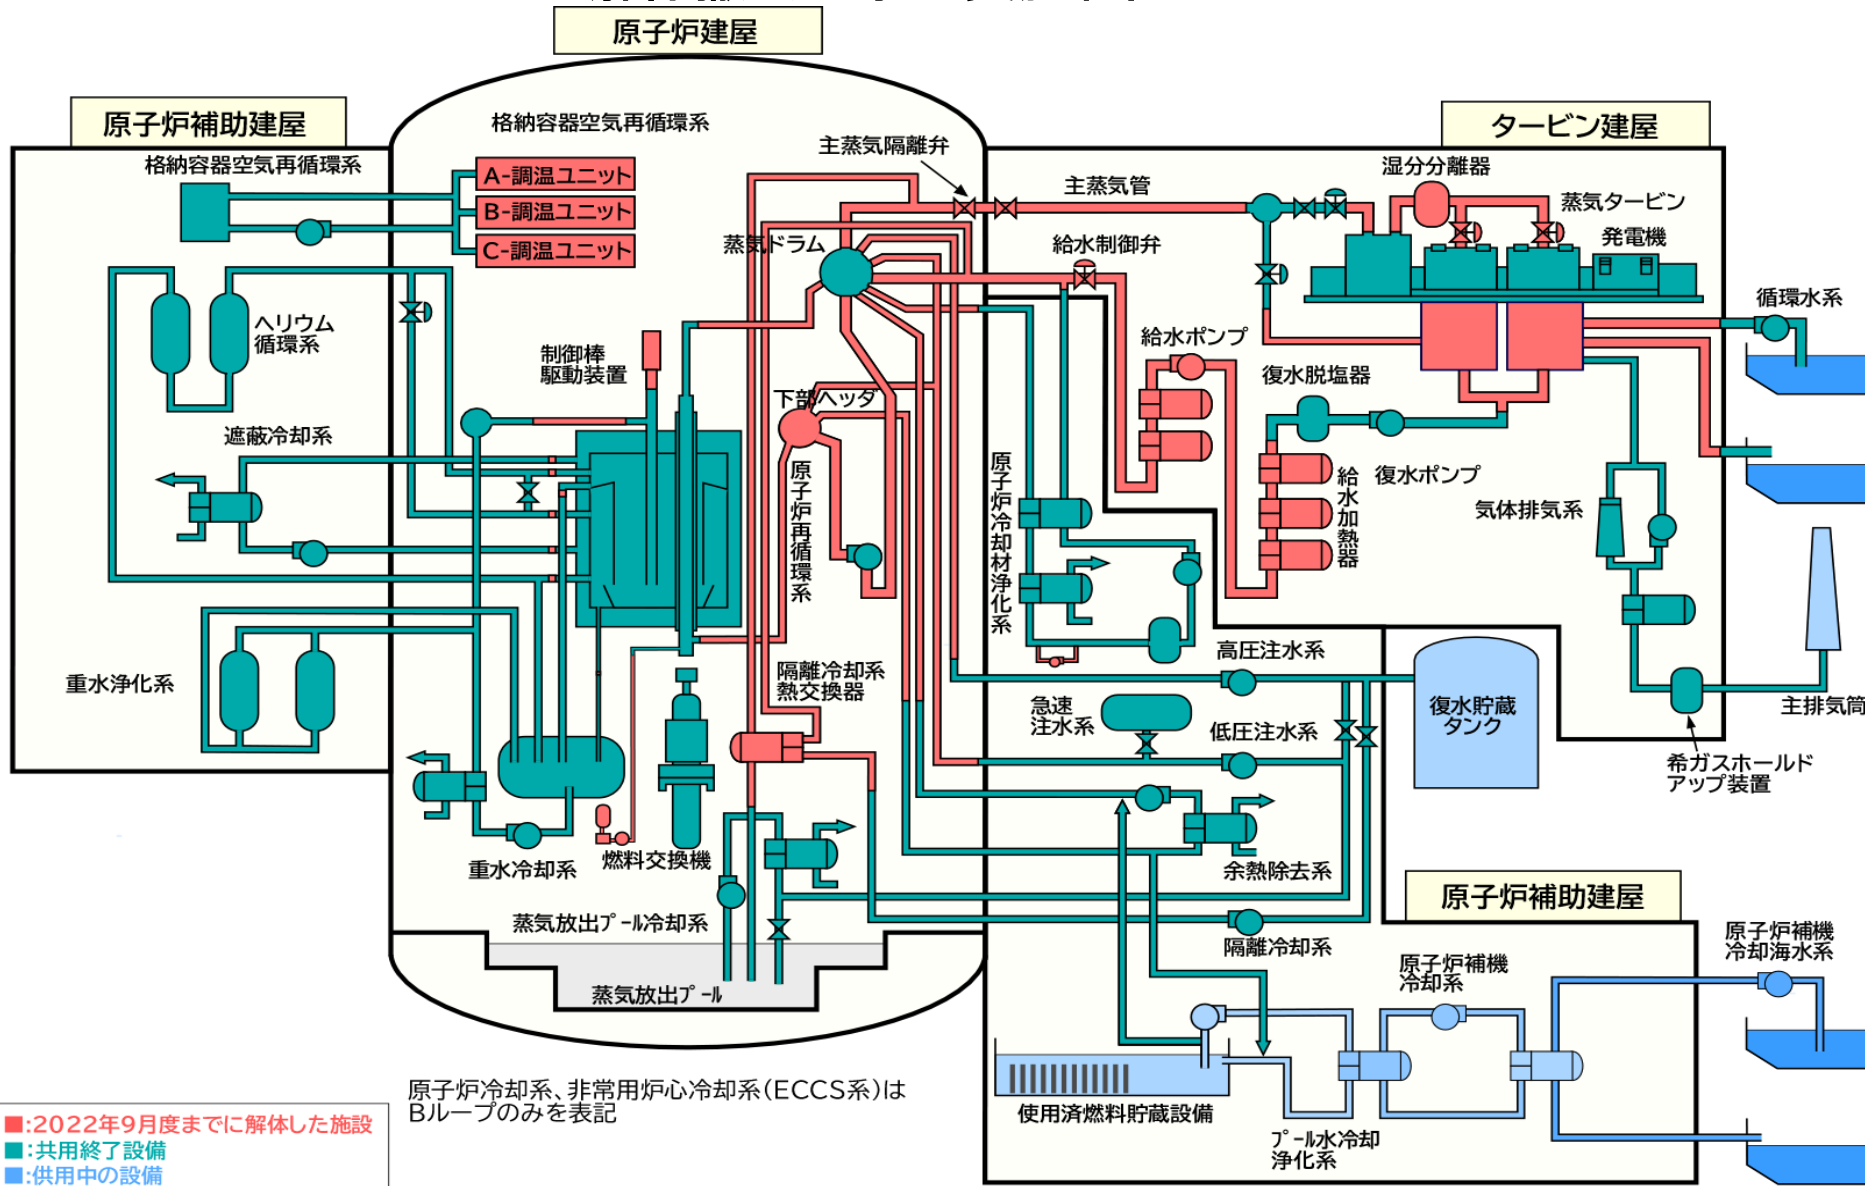 原子炉建屋
原子炉補助建屋
タービン建屋
格納容器空気再循環系
格納容器空気再循環系
A-調温ユニット
B-調温ユニット
C-調温ユニット
主蒸気隔離弁
主蒸気管
湿分分離器
蒸気タービン
発電機
蒸気ドラム
給水制御弁
循環水系
ヘリウム
循環系
制御棒
駆動装置
給水ポンプ
復水脱塩器
下部ヘッダ
遮蔽冷却系
原子炉再循環系
原子炉冷却材浄化系
給水加熱器
復水ポンプ
気体排気系
重水浄化系
隔離冷却系
熱交換器
高圧注水系
急速
注水系
低圧注水系
復水貯蔵
タンク
主排気筒
希ガスホールド
アップ装置
重水冷却系
燃料交換機
余熱除去系
原子炉補助建屋
蒸気放出プール冷却系
隔離冷却系
原子炉補機
冷却系
原子炉補機
冷却海水系
蒸気放出プール
使用済燃料貯蔵設備
プール水冷却
浄化系
原子炉冷却系、非常用炉心冷却系(ECCS系)は
Bループのみを表記
■:2022年9月度までに解体した施設
■:共用終了設備
■:供用中の設備